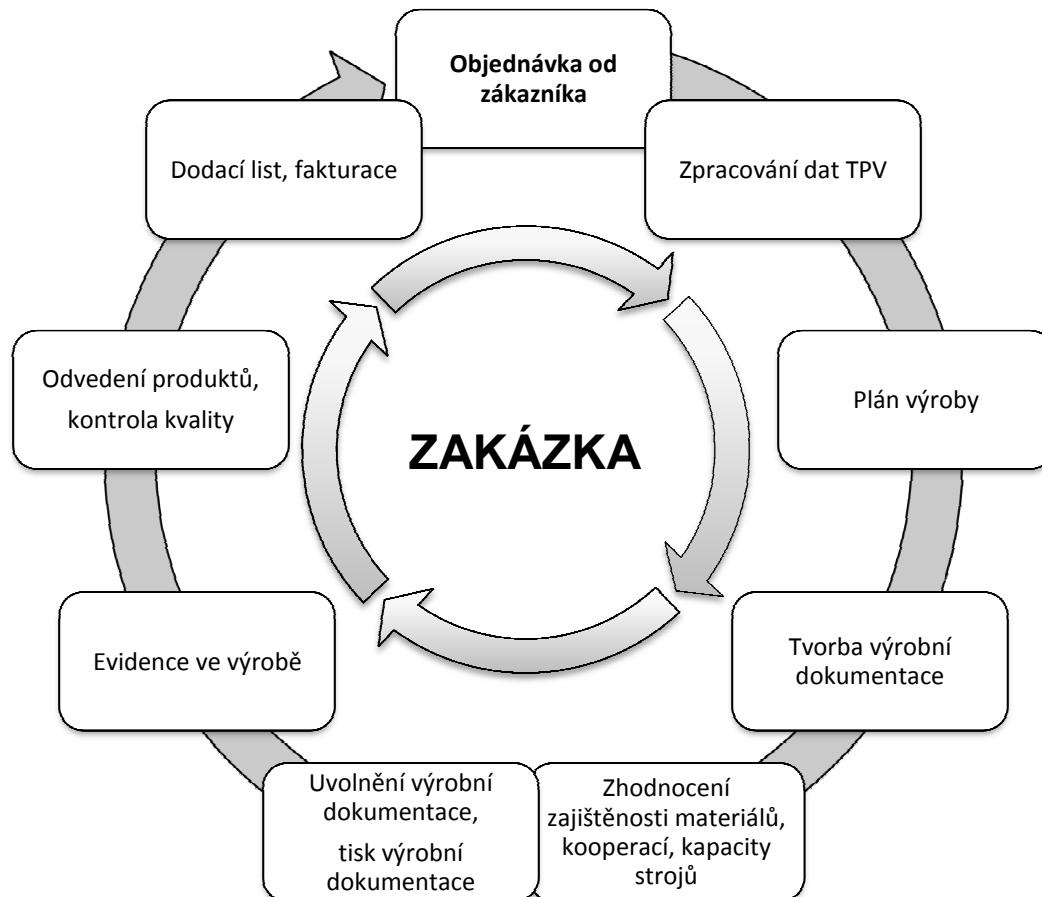 Objednávka od
zákazníka
Zpracování dat TPV
Plán výroby
Tvorba výrobní
dokumentace
Zhodnocení
zajištěnosti materiálů,
kooperací, kapacity
strojů
Uvolnění výrobní
dokumentace,
tisk výrobní
dokumentace
Evidence ve výrobě
Odvedení produktů,
kontrola kvality
Dodací list, fakturace
ZAKÁZKA